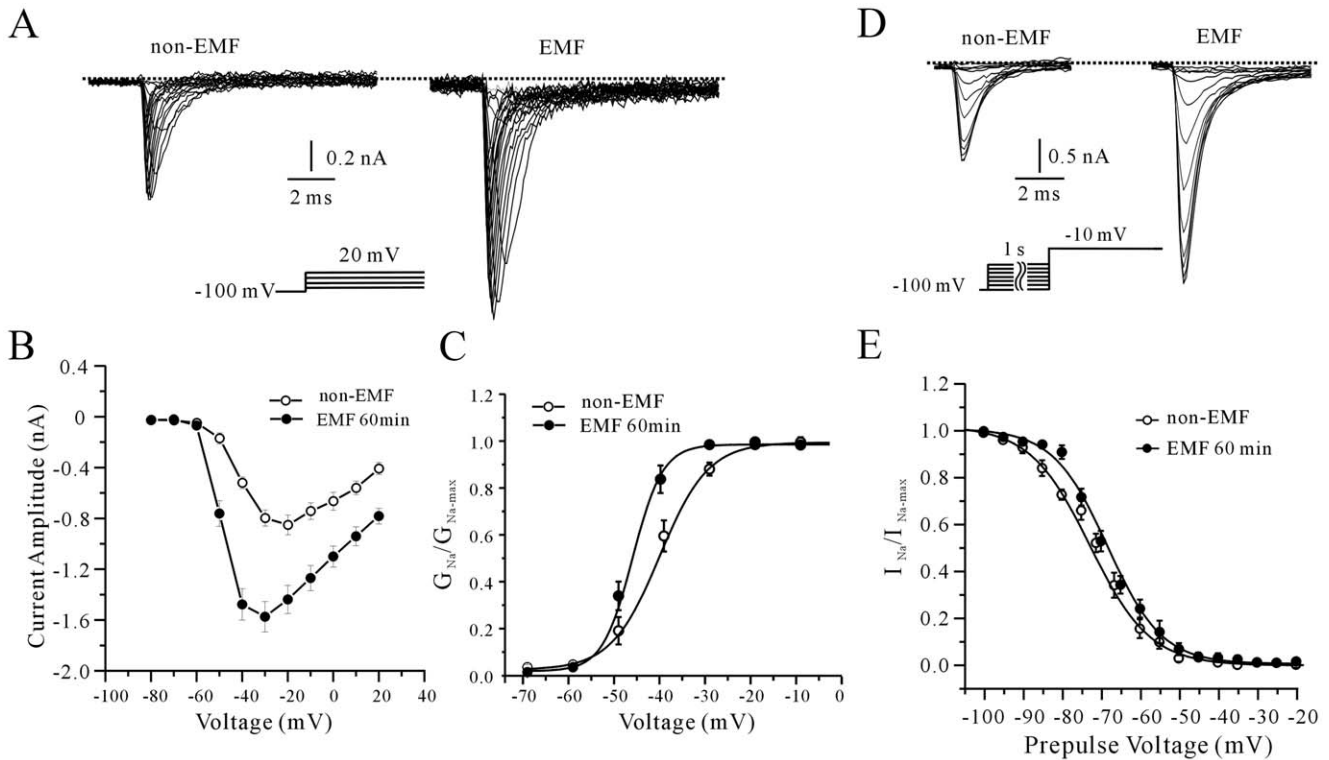 A
non-EMF
EMF
0.2 nA
2 ms
20 mV
-100 mV
D
non-EMF
EMF
0.5 nA
2 ms
-10 mV
1 s
-100 mV
B
0.4
0
-0.4
-0.8
-1.2
-1.6
-2.0
Current Amplitude (nA)
non-EMF
EMF 60min
-100 -80 -60 -40 -20 0 20 40
Voltage (mV)
C
1.2
1.0
0.8
0.6
0.4
0.2
0
G Na/G Na-max
non-EMF
EMF 60min
-70 -60 -50 -40 -30 -20 -10 0
Voltage (mV)
E
1.2
1.0
0.8
0.6
0.4
0.2
0.0
I Na/I Na-max
non-EMF
EMF 60 min
-100 -90 -80 -70 -60 -50 -40 -30 -20
Prepulse Voltage (mV)